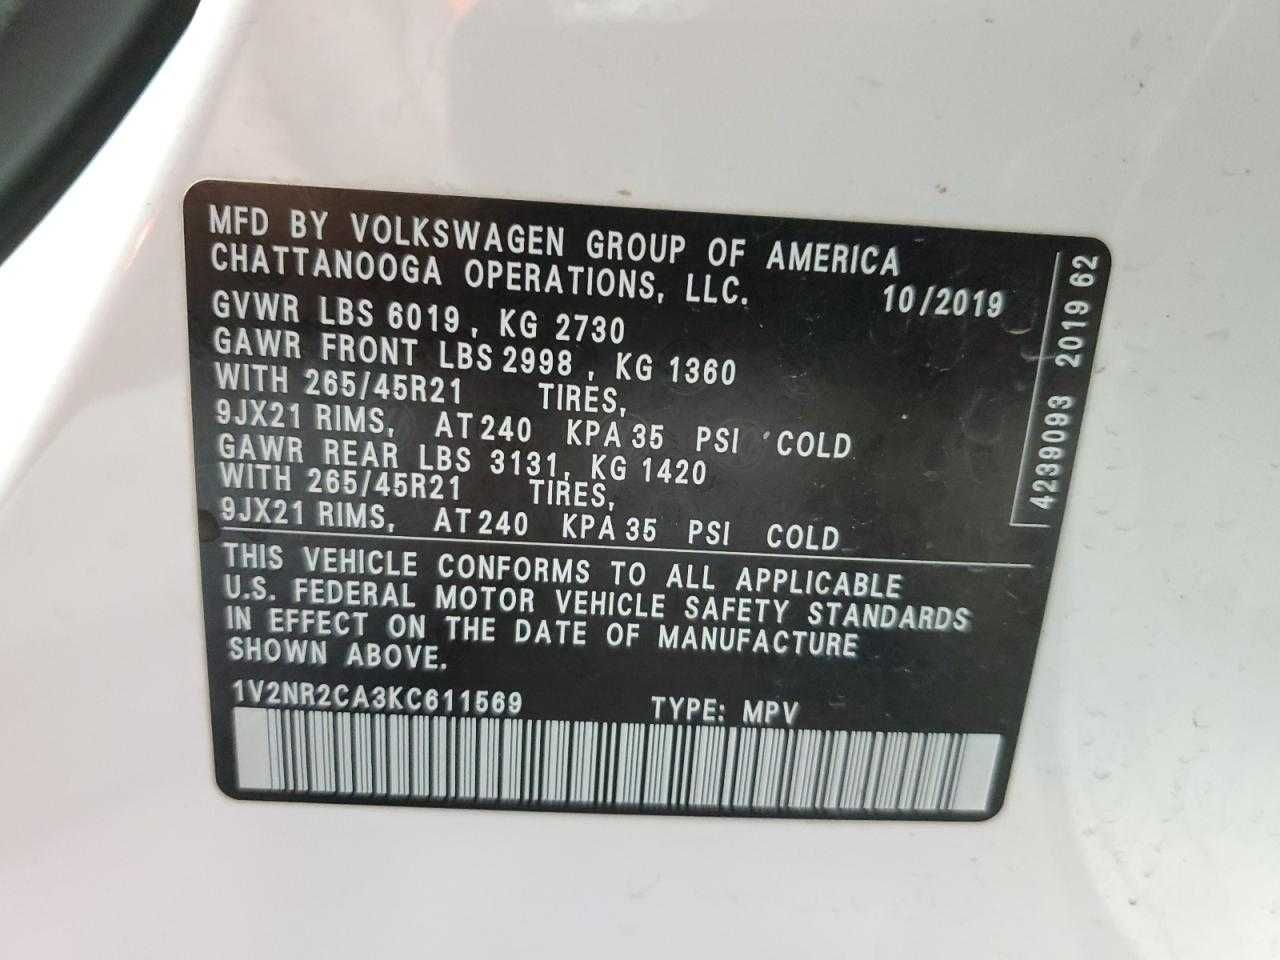 MFD BY VOLKSWAGEN GROUP OF AMERICA
CHATTANOOGA OPERATIONS, LLC. 10/2019
GVWR LBS 6019, KG 2730
GAWR FRONT LBS 2998, KG 1360
WITH 265/45R21 TIRES,
9JX21 RIMS, AT 240 KPA 35 PSI COLD
GAWR REAR LBS 3131, KG 1420
WITH 265/45R21 TIRES,
9JX21 RIMS, AT 240 KPA 35 PSI COLD
THIS VEHICLE CONFORMS TO ALL APPLICABLE
U.S. FEDERAL MOTOR VEHICLE SAFETY STANDARDS
IN EFFECT ON THE DATE OF MANUFACTURE
SHOWN ABOVE.
1V2NR2CA3KC611569 TYPE: MPV
4239093 2019 62